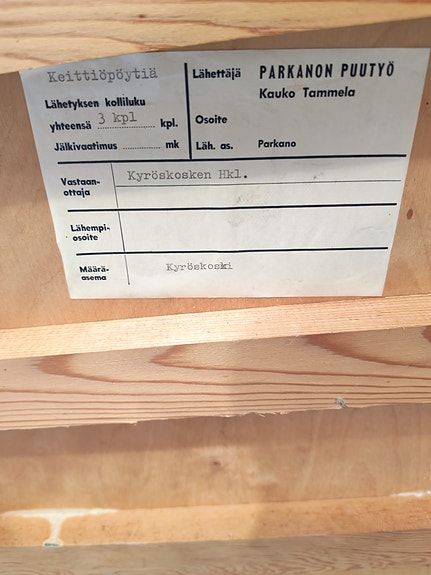 Keittiöpöytiä
Lähetyksen kolliluku
yhteensä 3 kpl kpl.
Jälkivaatimus mk
Lähettäjä PARKANON PUUTYÖ
Kauko Tammela
Osoite
Läh. as. Parkano
Vastaan-
ottaja Kyröskosken Hkl.
Lähempi-
osoite
Määrä-
asema Kyröskoski